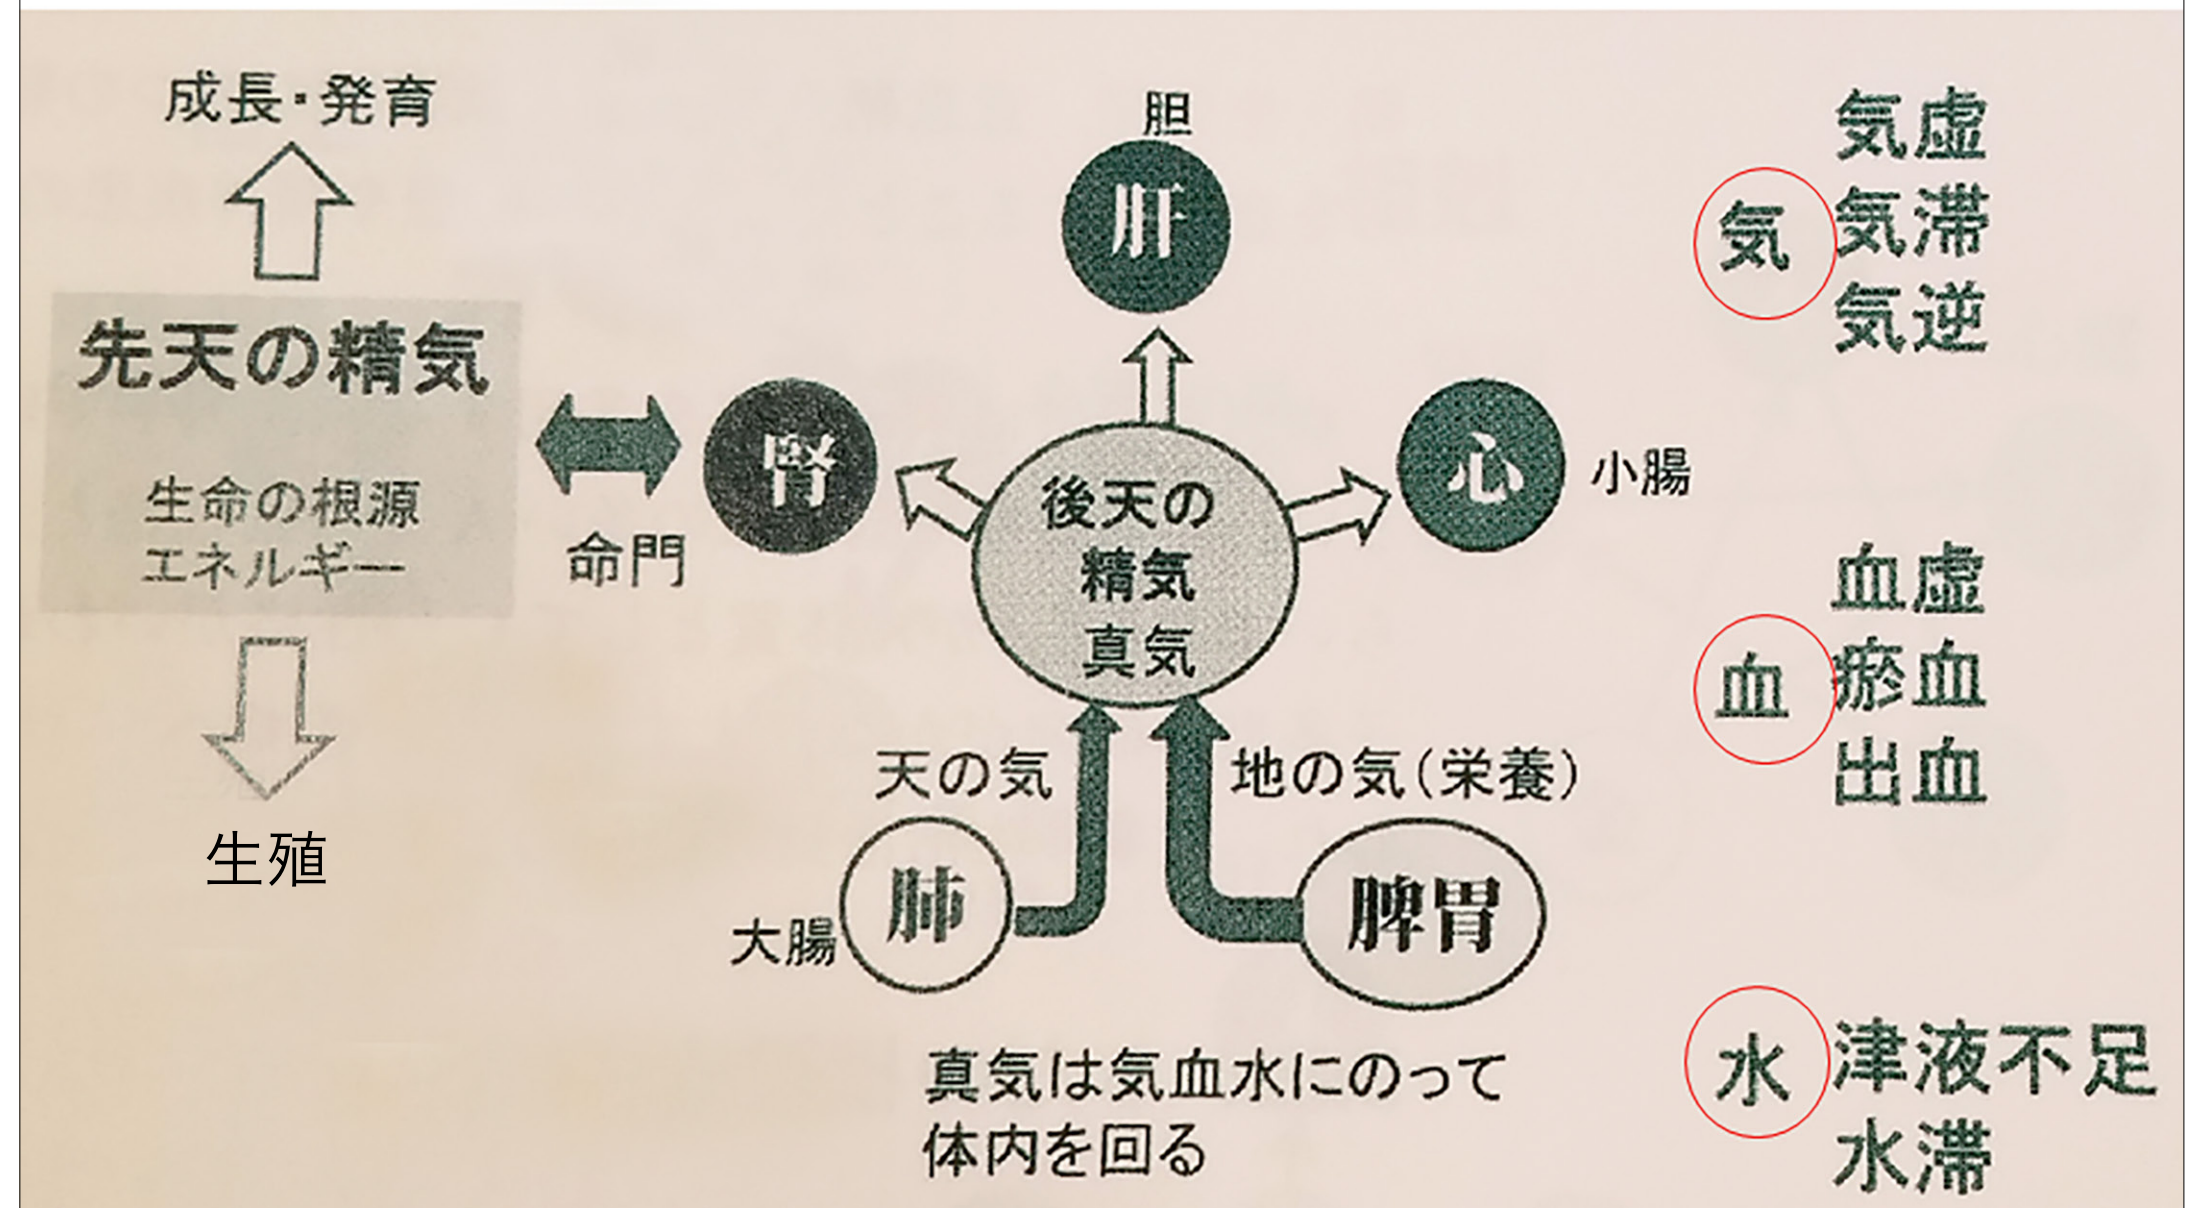 成長・発育
先天の精気
生命の根源
エネルギー
生殖
命門
腎
胆
肝
心
小腸
後天の
精気
真気
天の気
地の気(栄養)
大腸
肺
脾胃
真気は気血水にのって
体内を回る
気
気虚
気滞
気逆
血
血虚
瘀血
出血
水
津液不足
水滞